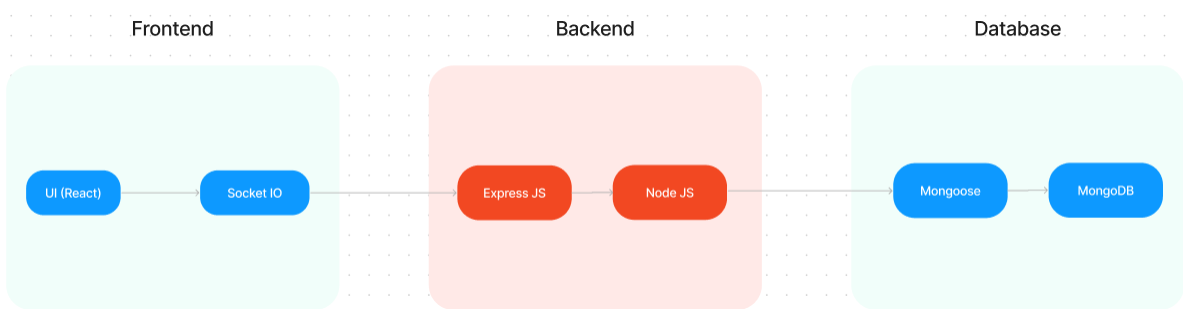 Frontend
Backend
Database
UI (React)
Socket IO
Express JS
Node JS
Mongoose
MongoDB